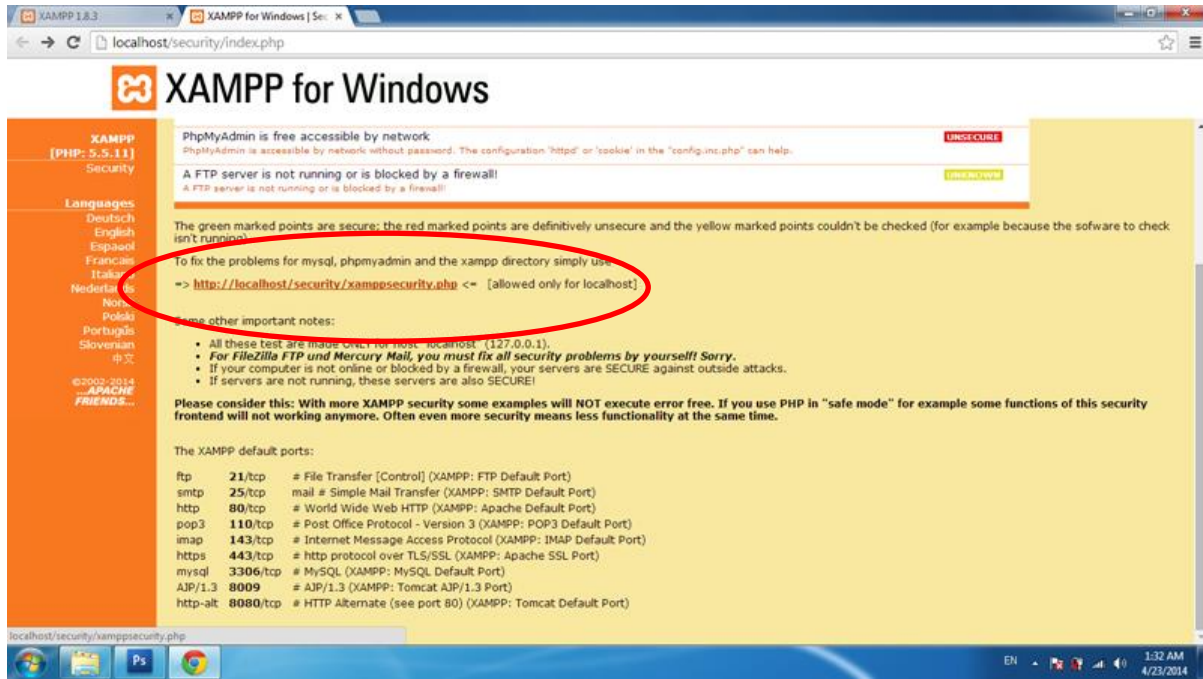 XAMPP 1.8.3
XAMPP for Windows | Sec
localhost/security/index.php
XAMPP for Windows
XAMPP
[PHP: 5.5.11]
Security
Languages
Deutsch
English
Espaeol
Francais
Italiano
Nederlands
Norsk
Polski
Portugűs
Slovenian
中文
©2002-2014
...APACHE
FRIENDS...
PhpMyAdmin is free accessible by network
UNSECURE
PhpMyAdmin is accessible by network without password. The configuration 'httpd' or 'cookie' in the "config.inc.php" can help.
A FTP server is not running or is blocked by a firewall!
UNKNOWN
A FTP server is not running or is blocked by a firewall!
The green marked points are secure; the red marked points are definitively unsecure and the yellow marked points couldn't be checked (for example because the sofware to check
isn't running).
To fix the problems for mysql, phpmyadmin and the xampp directory simply use
=> http://localhost/security/xamppsecurity.php <= [allowed only for localhost]
Some other important notes:
• All these test are made ONLY for host "localhost" (127.0.0.1).
• For FileZilla FTP und Mercury Mail, you must fix all security problems by yourself! Sorry.
• If your computer is not online or blocked by a firewall, your servers are SECURE against outside attacks.
• If servers are not running, these servers are also SECURE!
Please consider this: With more XAMPP security some examples will NOT execute error free. If you use PHP in "safe mode" for example some functions of this security
frontend will not working anymore. Often even more security means less functionality at the same time.
The XAMPP default ports:
ftp 21/tcp # File Transfer [Control] (XAMPP: FTP Default Port)
smtp 25/tcp mail # Simple Mail Transfer (XAMPP: SMTP Default Port)
http 80/tcp # World Wide Web HTTP (XAMPP: Apache Default Port)
pop3 110/tcp # Post Office Protocol - Version 3 (XAMPP: POP3 Default Port)
imap 143/tcp # Internet Message Access Protocol (XAMPP: IMAP Default Port)
https 443/tcp # http protocol over TLS/SSL (XAMPP: Apache SSL Port)
mysql 3306/tcp # MySQL (XAMPP: MySQL Default Port)
AJP/1.3 8009 # AJP/1.3 (XAMPP: Tomcat AJP/1.3 Port)
http-alt 8080/tcp # HTTP Alternate (see port 80) (XAMPP: Tomcat Default Port)
localhost/security/xamppsecurity.php
Ps
EN
1:32 AM
4/23/2014